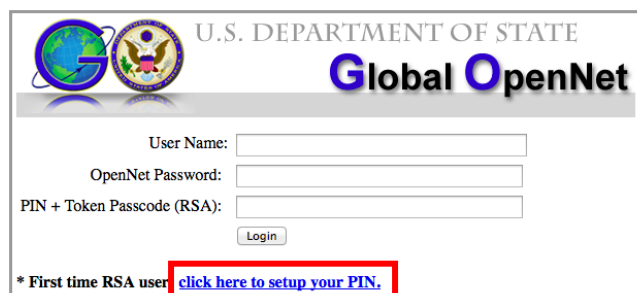 U.S. DEPARTMENT OF STATE
Global OpenNet
User Name:
OpenNet Password:
PIN + Token Passcode (RSA):
Login
* First time RSA user click here to setup your PIN.